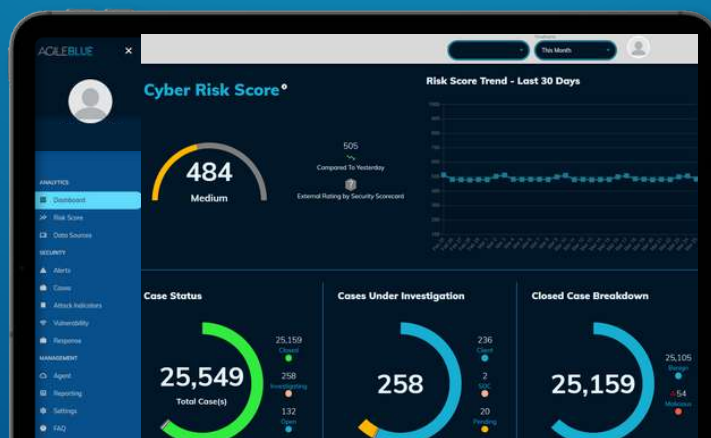 AGILEBLUE
×
This Month
Cyber Risk Score
Risk Score Trend - Last 30 Days
484
Medium
505
Compared To Yesterday
External Rating by Security Scorecard
ANALYTICS
Dashboard
Risk Score
Data Sources
SECURITY
Alerts
Cases
Attack Indicators
Vulnerability
Response
MANAGEMENT
Agent
Reporting
Settings
FAQ
Case Status
25,549
Total Case(s)
25,159
Closed
258
Investigating
132
Open
Cases Under Investigation
258
236
Client
2
SOC
20
Pending
Closed Case Breakdown
25,159
25,105
Benign
54
Malicious